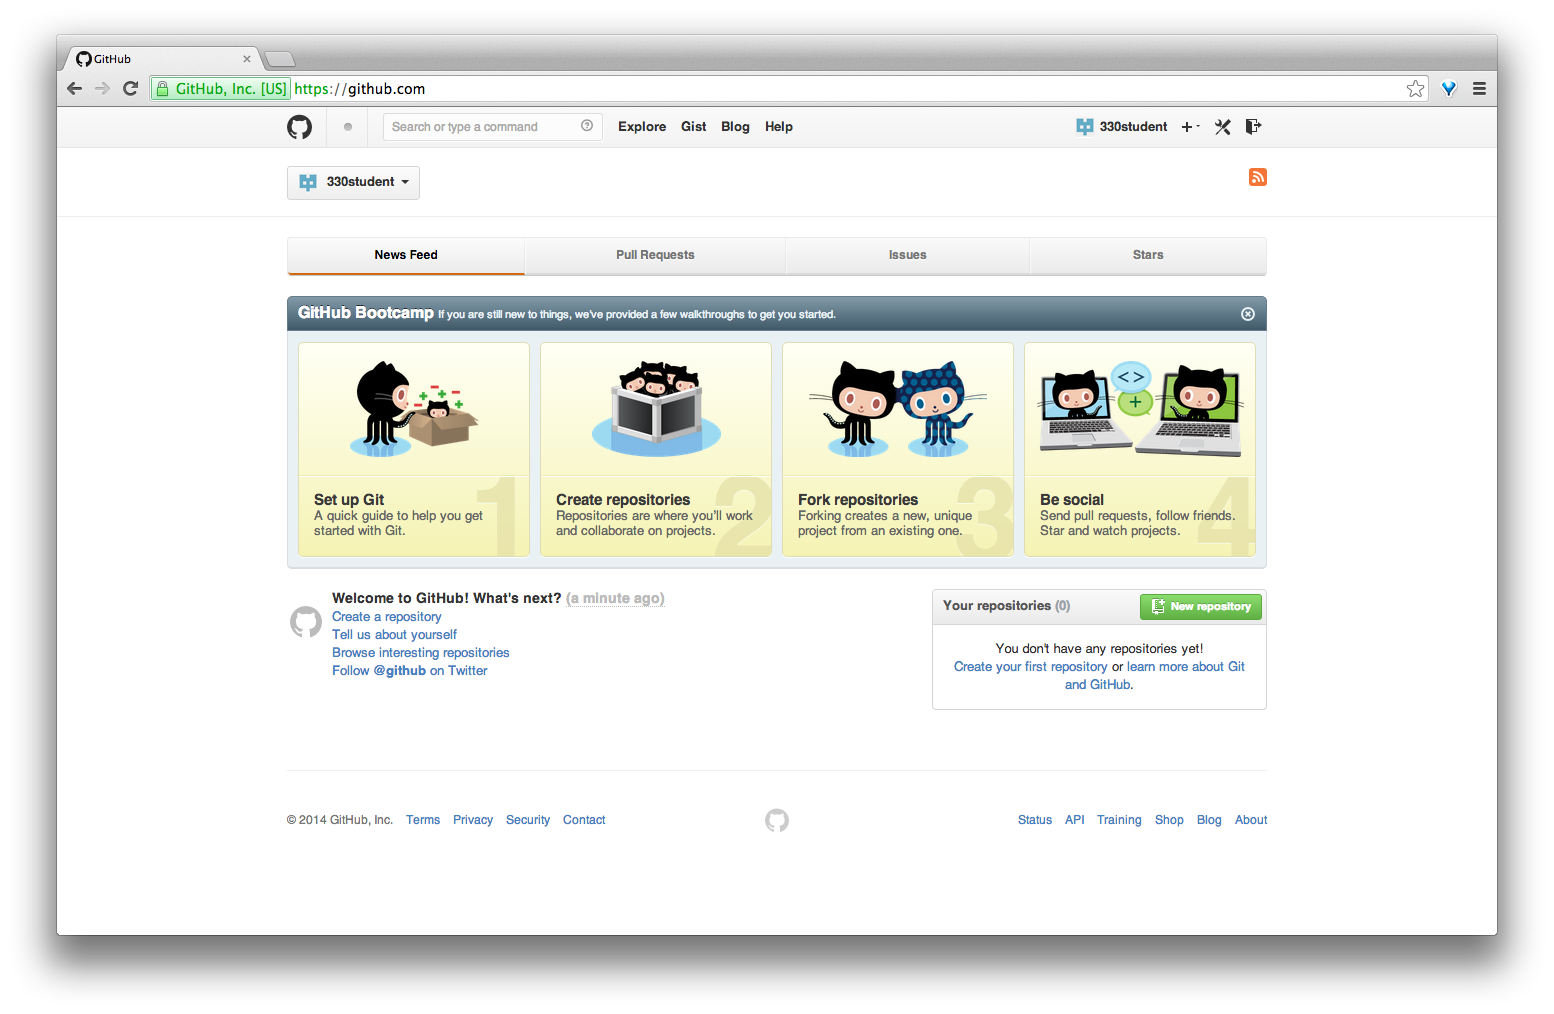 GitHub
GitHub, Inc. [US] https://github.com
Search or type a command Explore Gist Blog Help 330student
330student
News Feed Pull Requests Issues Stars
GitHub Bootcamp If you are still new to things, we've provided a few walkthroughs to get you started.
Set up Git
A quick guide to help you get
started with Git.
1
Create repositories
Repositories are where you'll work
and collaborate on projects.
2
Fork repositories
Forking creates a new, unique
project from an existing one.
3
Be social
Send pull requests, follow friends.
Star and watch projects.
4
Welcome to GitHub! What's next? (a minute ago)
Create a repository
Tell us about yourself
Browse interesting repositories
Follow @github on Twitter
Your repositories (0) New repository
You don't have any repositories yet!
Create your first repository or learn more about Git
and GitHub.
© 2014 GitHub, Inc. Terms Privacy Security Contact Status API Training Shop Blog About